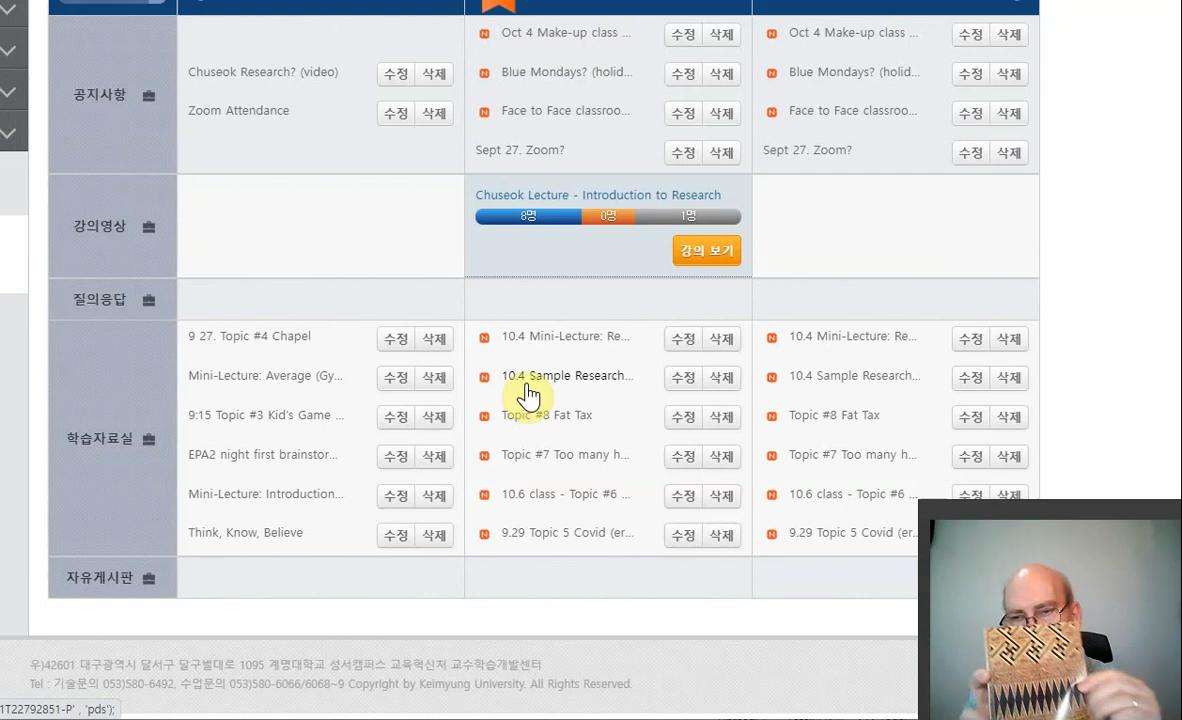 Oct 4 Make-up class ... 수정 삭제 Oct 4 Make-up class ... 수정 삭제
공지사항 Chuseok Research? (video) 수정 삭제 Blue Mondays? (holid... 수정 삭제 Blue Mondays? (holid... 수정 삭제
Zoom Attendance 수정 삭제 Face to Face classroo... 수정 삭제 Face to Face classroo... 수정 삭제
Sept 27. Zoom? 수정 삭제 Sept 27. Zoom? 수정 삭제
Chuseok Lecture - Introduction to Research
강의영상 8명 0명 1명
강의 보기
질의응답
9 27. Topic #4 Chapel 수정 삭제 10.4 Mini-Lecture: Re... 수정 삭제 10.4 Mini-Lecture: Re... 수정 삭제
Mini-Lecture: Average (Gy... 수정 삭제 10.4 Sample Research... 수정 삭제 10.4 Sample Research... 수정 삭제
9:15 Topic #3 Kid's Game ... 수정 삭제 Topic #8 Fat Tax 수정 삭제 Topic #8 Fat Tax 수정 삭제
학습자료실 EPA2 night first brainstor... 수정 삭제 Topic #7 Too many h... 수정 삭제 Topic #7 Too many h... 수정 삭제
Mini-Lecture: Introduction... 수정 삭제 10.6 class - Topic #6 ... 수정 삭제 10.6 class - Topic #6 ... 수정 삭제
Think, Know, Believe 수정 삭제 9.29 Topic 5 Covid (er... 수정 삭제 9.29 Topic 5 Covid (er...
자유게시판
우)42601 대구광역시 달서구 달구벌대로 1095 계명대학교 성서캠퍼스 교육혁신처 교수학습개발센터
Tel : 기술문의 053)580-6492, 수업문의 053)580-6066/6068~9 Copyright by Keimyung University. All Rights Reserved.
1T22792851-P' , 'pds');